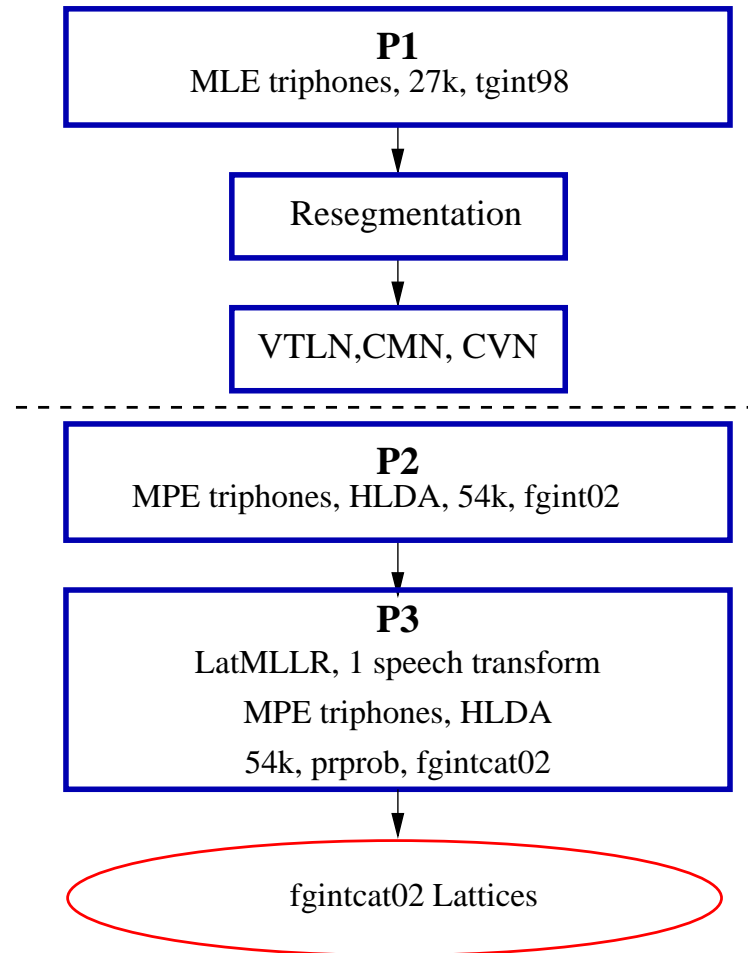 P1
MLE triphones, 27k, tgint98
Resegmentation
VTLN,CMN, CVN
P2
MPE triphones, HLDA, 54k, fgint02
P3
LatMLLR, 1 speech transform
MPE triphones, HLDA
54k, prprob, fgintcat02
fgintcat02 Lattices